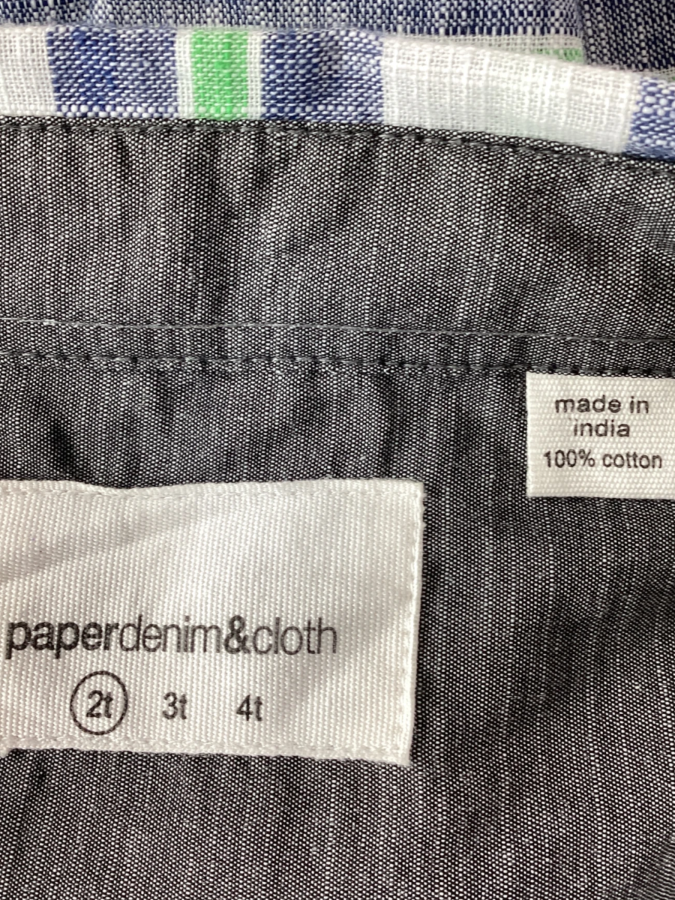 made in
india
100% cotton
paperdenim&cloth
2t 3t 4t